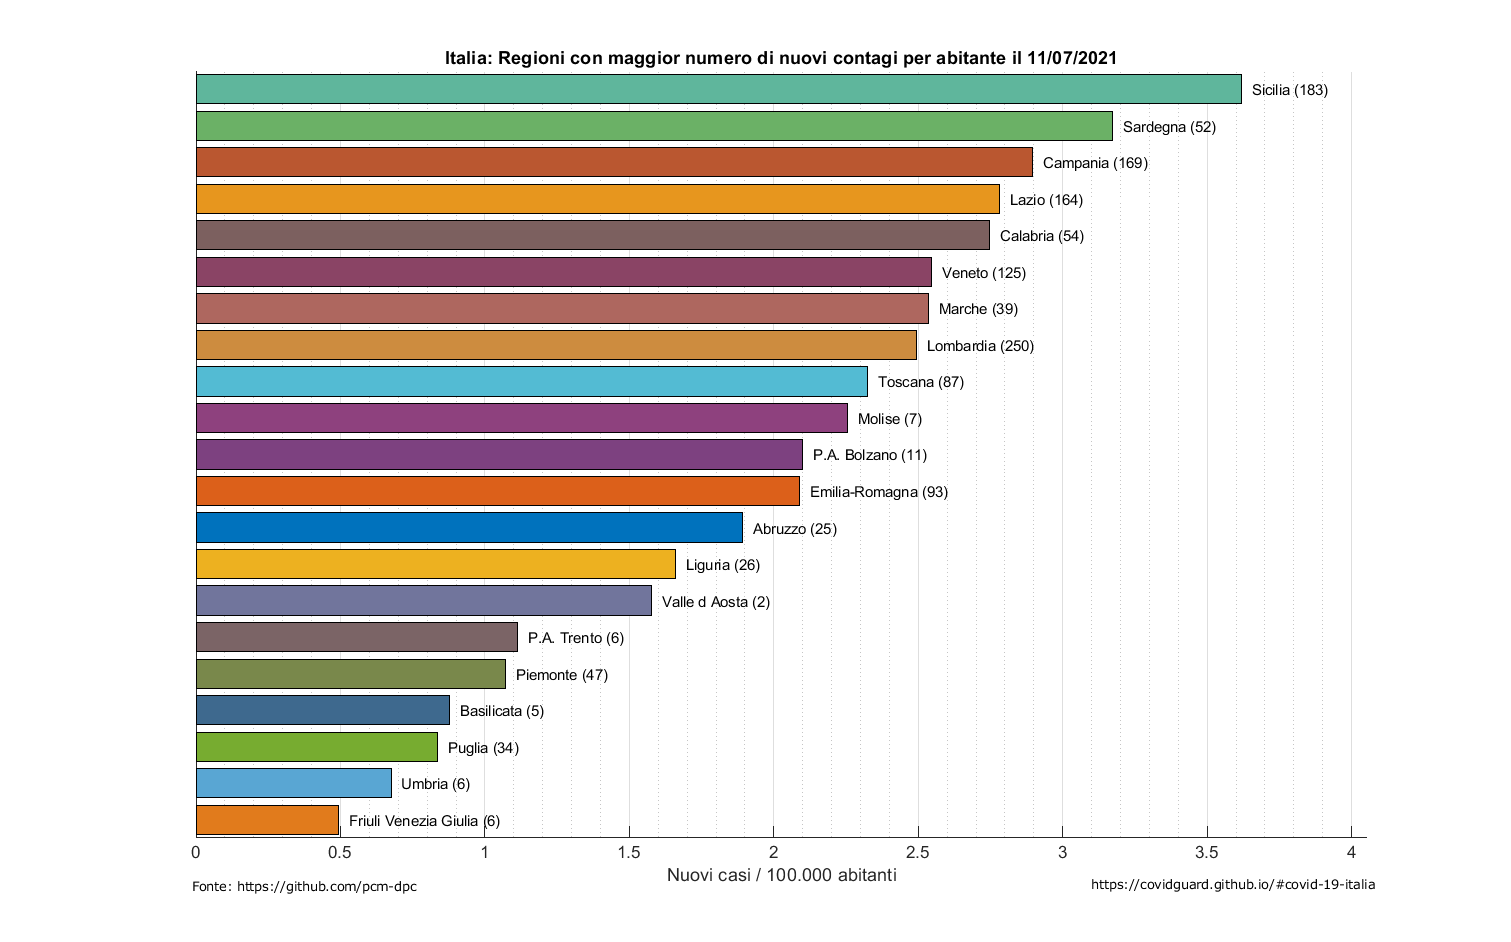 Italia: Regioni con maggior numero di nuovi contagi per abitante il 11/07/2021
Sicilia (183)
Sardegna (52)
Campania (169)
Lazio (164)
Calabria (54)
Veneto (125)
Marche (39)
Lombardia (250)
Toscana (87)
Molise (7)
P.A. Bolzano (11)
Emilia-Romagna (93)
Abruzzo (25)
Liguria (26)
Valle d Aosta (2)
P.A. Trento (6)
Piemonte (47)
Basilicata (5)
Puglia (34)
Umbria (6)
Friuli Venezia Giulia (6)
0 0.5 1 1.5 2 2.5 3 3.5 4
Nuovi casi / 100.000 abitanti
Fonte: https://github.com/pcm-dpc
https://covidguard.github.io/#covid-19-italia